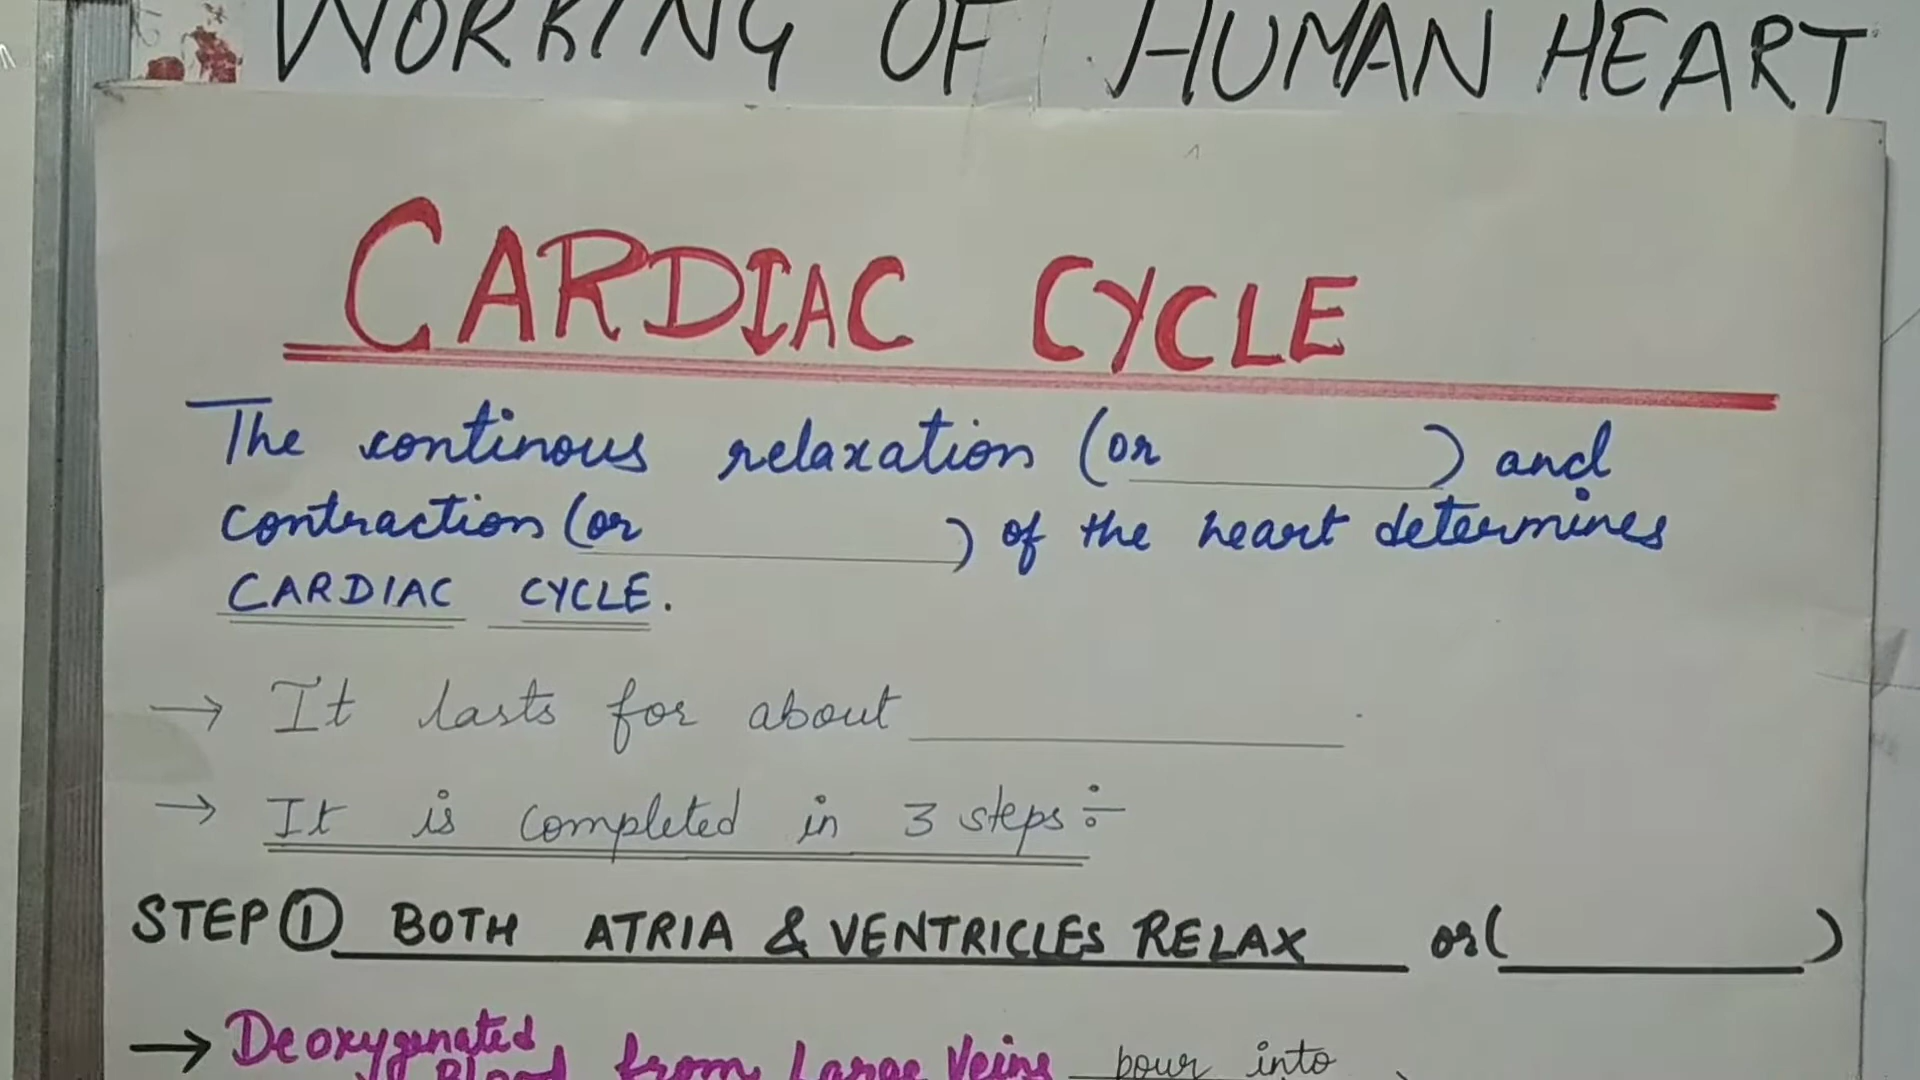 WORKING OF HUMAN HEART
CARDIAC CYCLE
The continous relaxation (or ) and
contraction (or ) of the heart determines
CARDIAC CYCLE.
→ It lasts for about
→ It is completed in 3 steps ÷
STEP ① BOTH ATRIA & VENTRICLES RELAX or ( )
→ Deoxygenated
Blood from Large Veins pour into